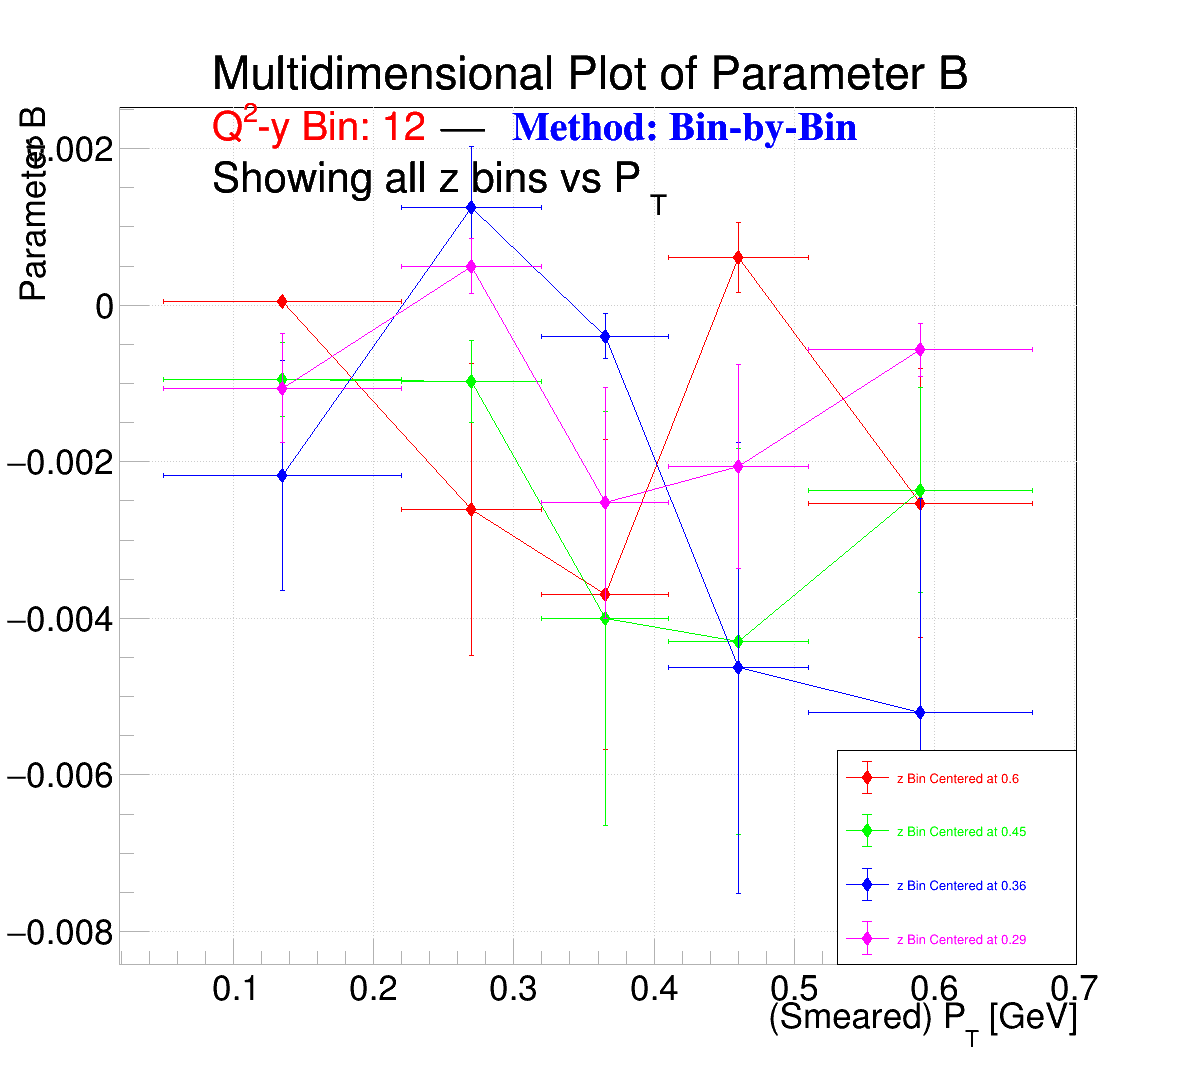 Multidimensional Plot of Parameter B
Q2-y Bin: 12 — Method: Bin-by-Bin
Showing all z bins vs P T
Parameter B
0.002
0
−0.002
−0.004
−0.006
−0.008
z Bin Centered at 0.6
z Bin Centered at 0.45
z Bin Centered at 0.36
z Bin Centered at 0.29
0.1 0.2 0.3 0.4 0.5 0.6 0.7
(Smeared) P T [GeV]